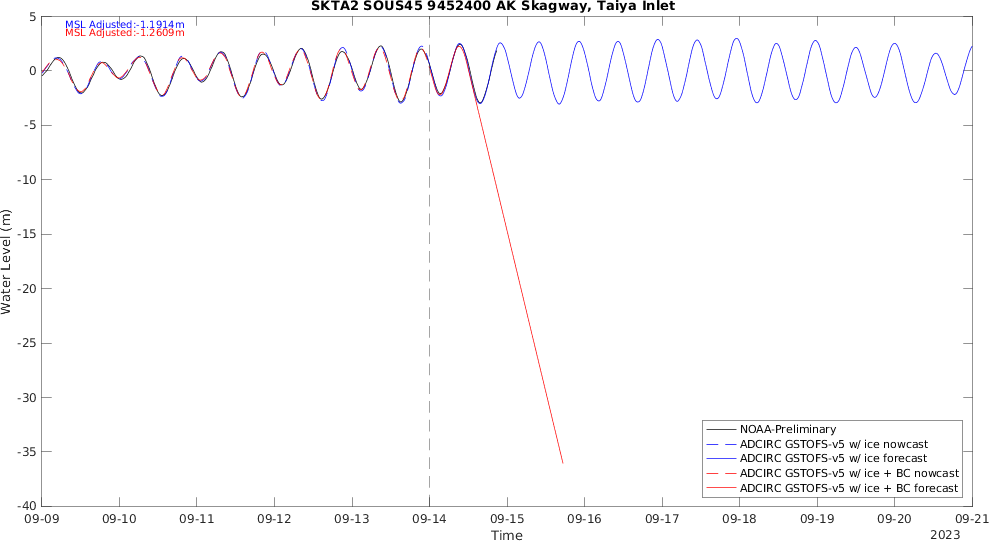 SKTA2 SOUS45 9452400 AK Skagway, Taiya Inlet
MSL Adjusted:-1.1914m
MSL Adjusted:-1.2609m
5
0
-5
-10
-15
-20
-25
-30
-35
-40
Water Level (m)
NOAA-Preliminary
ADCIRC GSTOFS-v5 w/ ice nowcast
ADCIRC GSTOFS-v5 w/ ice forecast
ADCIRC GSTOFS-v5 w/ ice + BC nowcast
ADCIRC GSTOFS-v5 w/ ice + BC forecast
09-09 09-10 09-11 09-12 09-13 09-14 09-15 09-16 09-17 09-18 09-19 09-20 09-21
Time
2023